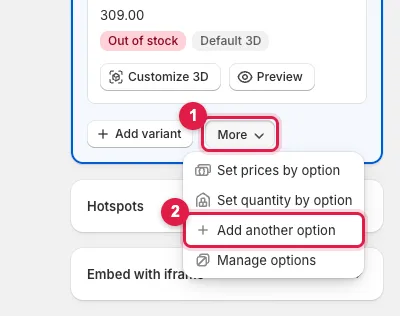 309.00
Out of stock Default 3D
Customize 3D Preview
1
+ Add variant More
Set prices by option
Hotspots Set quantity by option
2
+ Add another option
Embed with iframe Manage options